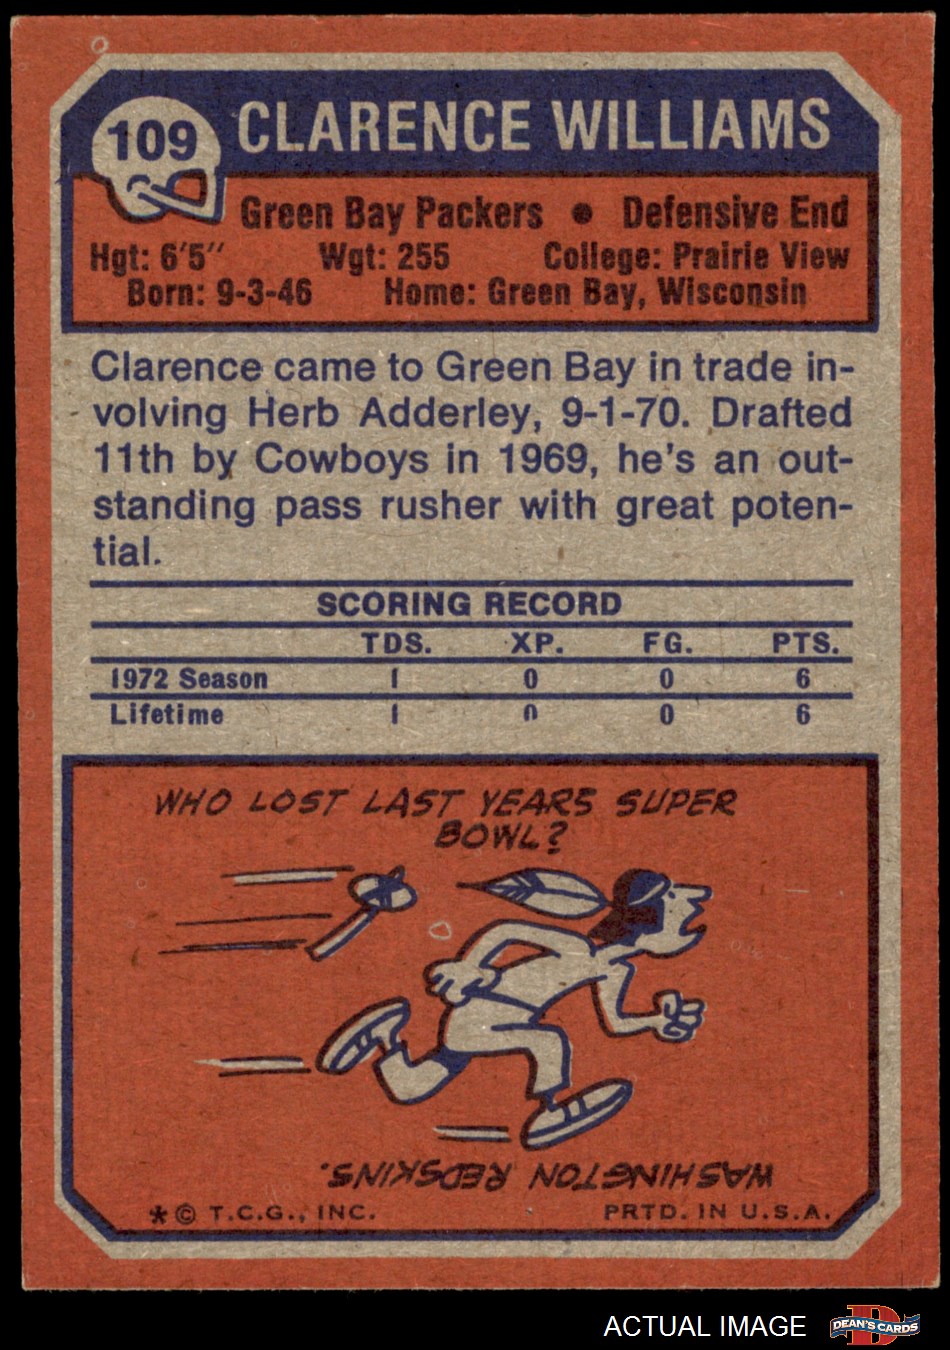 109
CLARENCE WILLIAMS
Green Bay Packers • Defensive End
Hgt: 6'5″ Wgt: 255 College: Prairie View
Born: 9-3-46 Home: Green Bay, Wisconsin
Clarence came to Green Bay in trade in-
volving Herb Adderley, 9-1-70. Drafted
11th by Cowboys in 1969, he's an out-
standing pass rusher with great poten-
tial.
SCORING RECORD
TDS. XP. FG. PTS.
1972 Season 1 0 0 6
Lifetime 1 0 0 6
WHO LOST LAST YEARS SUPER
BOWL?
WASHINGTON REDSKINS.
* © T.C.G., INC. PRTD. IN U.S.A.
ACTUAL IMAGE
D
DEAN'S CARDS